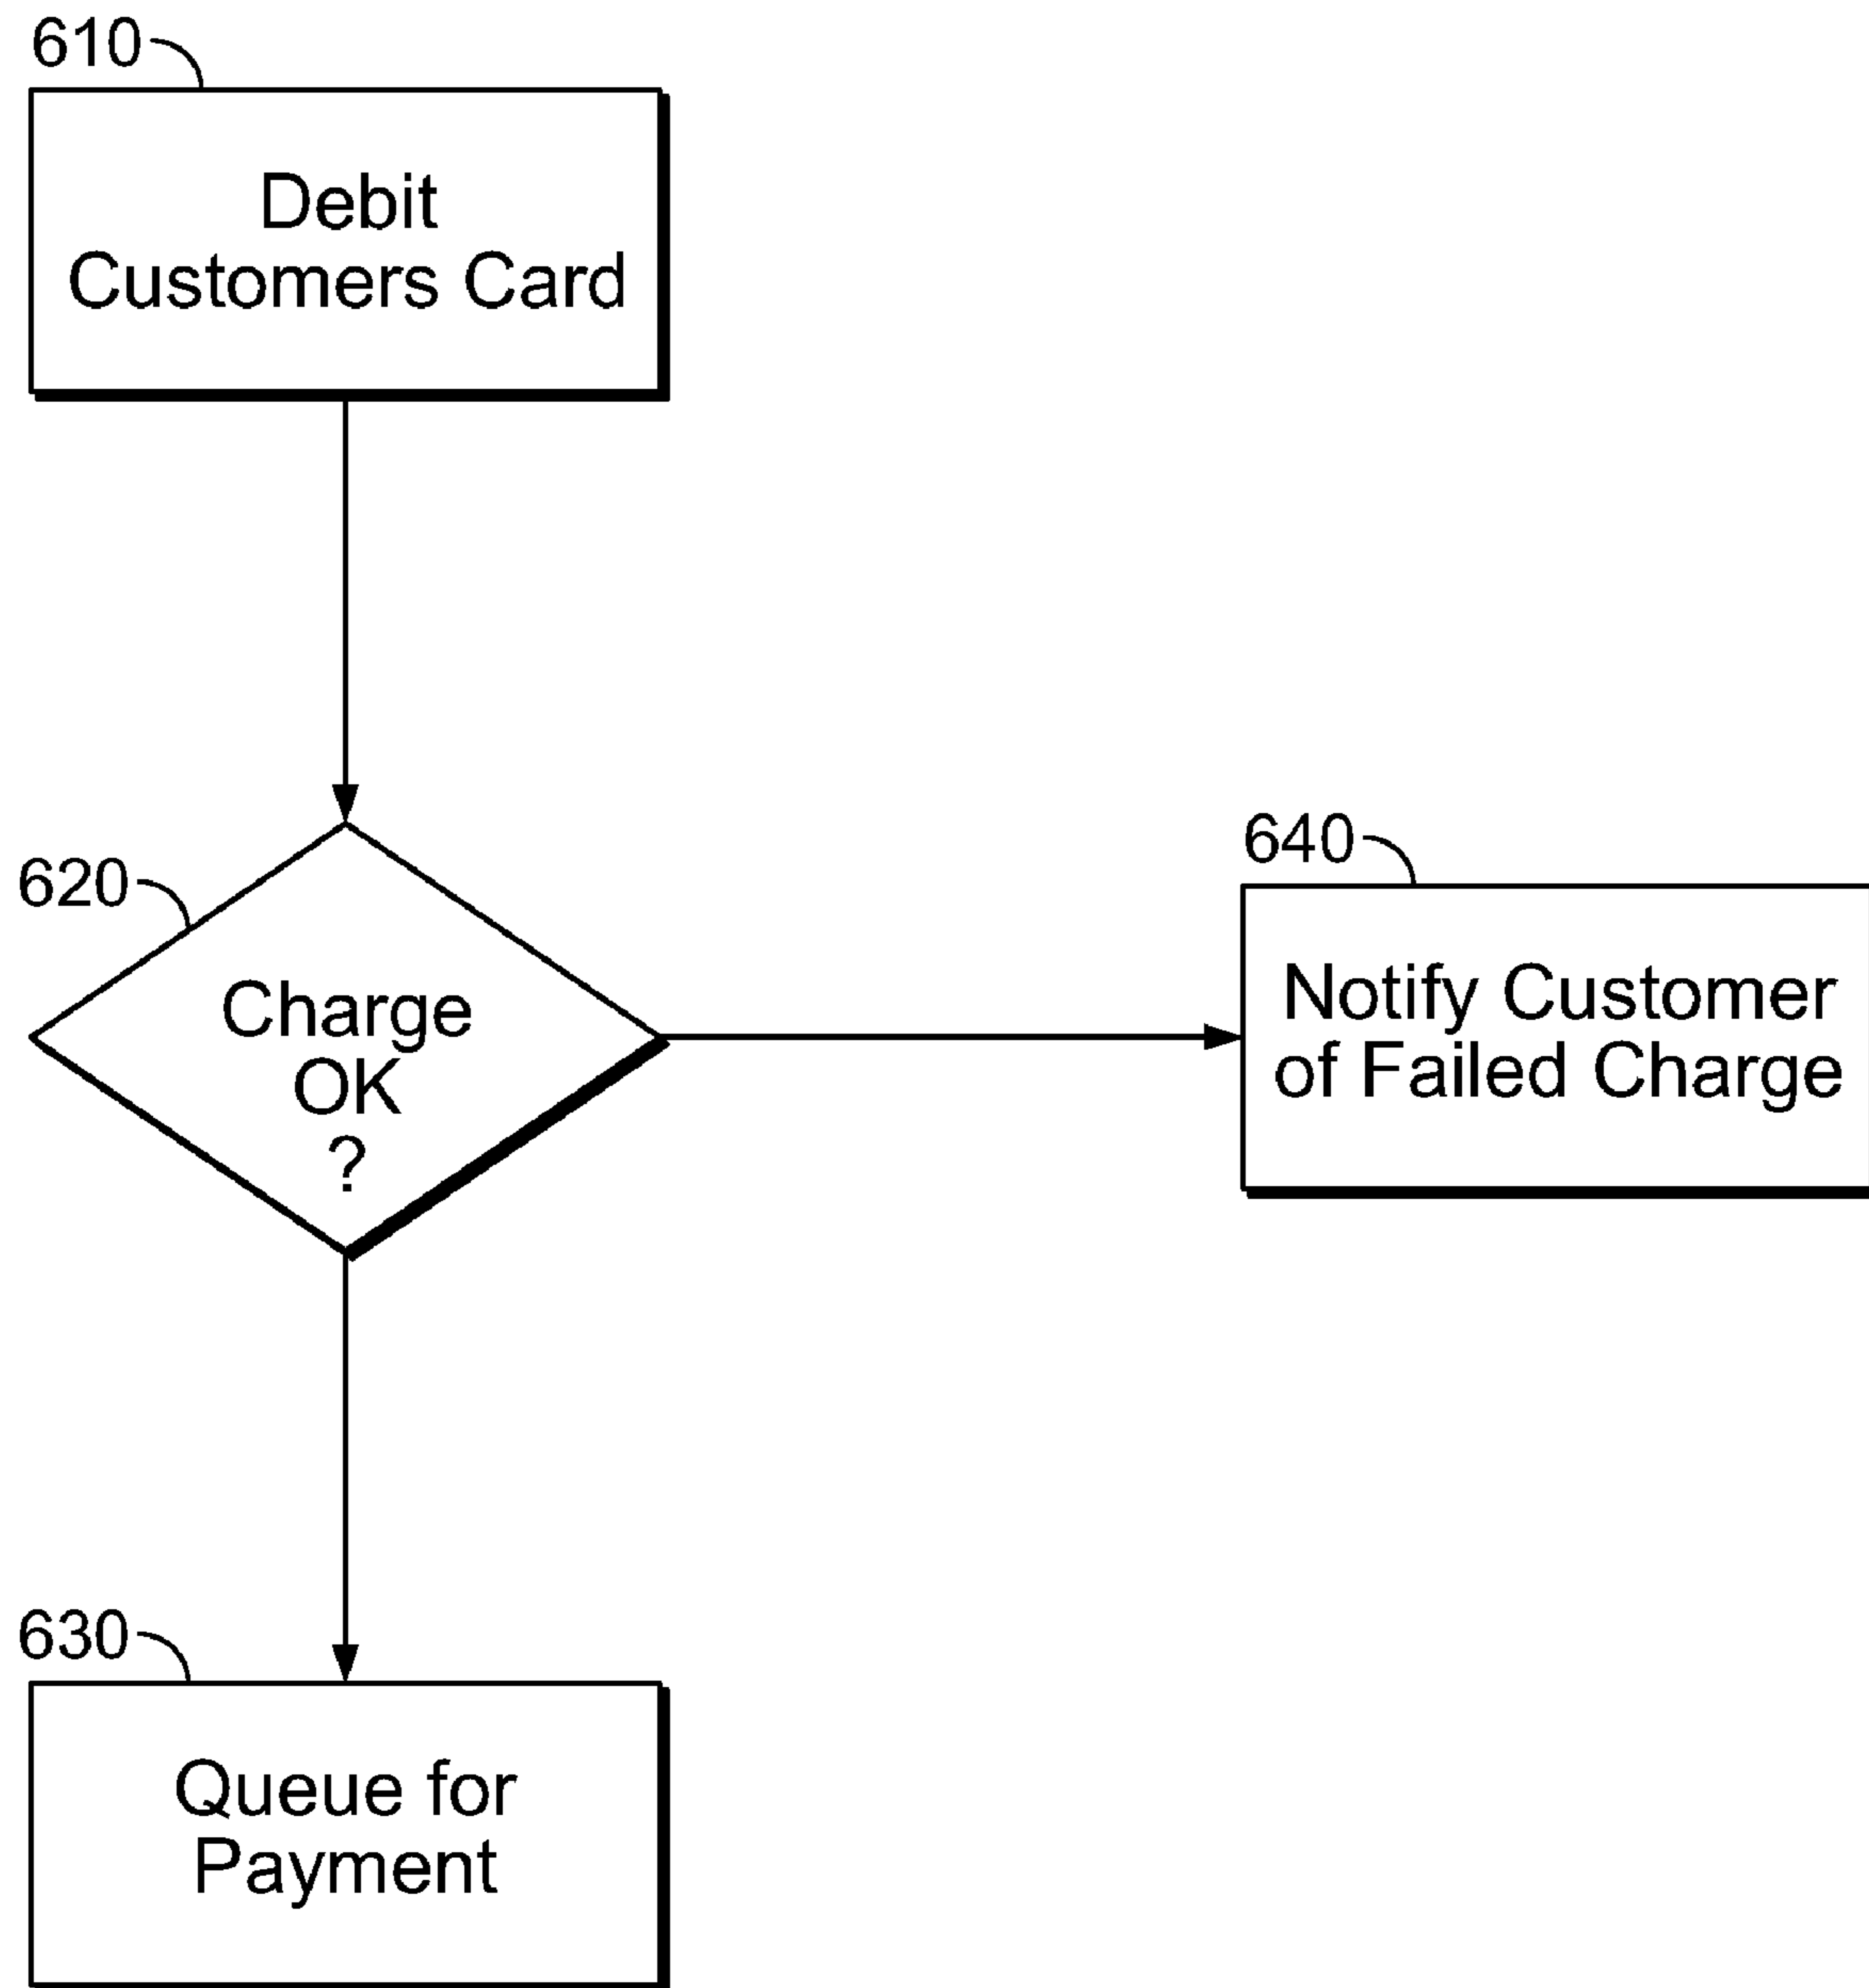 610
Debit
Customers Card
620
Charge
OK
?
640
Notify Customer
of Failed Charge
630
Queue for
Payment